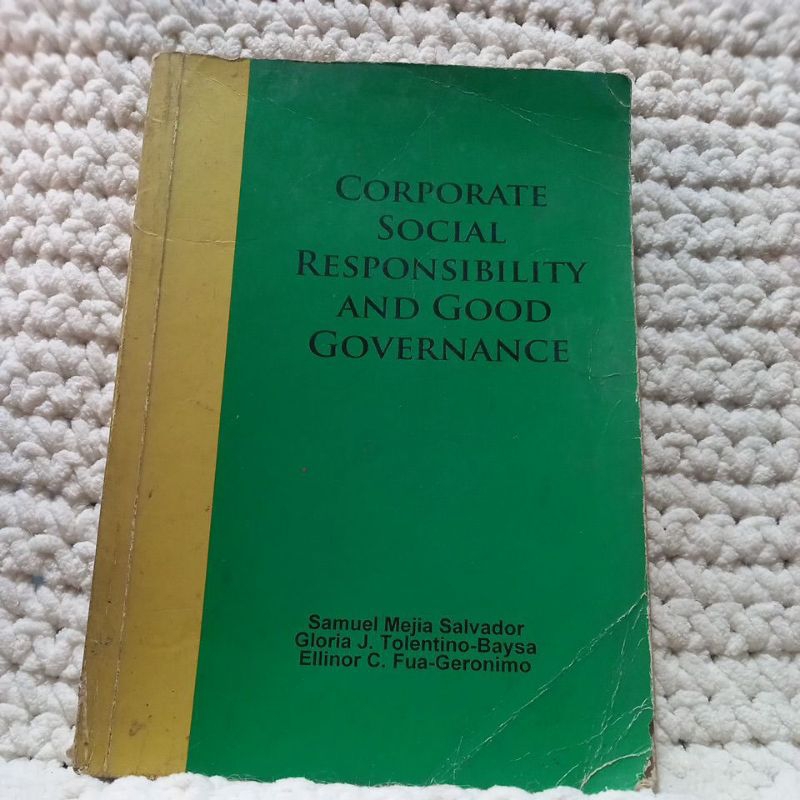 CORPORATE
SOCIAL
RESPONSIBILITY
AND GOOD
GOVERNANCE
Samuel Mejia Salvador
Gloria J. Tolentino-Baysa
Ellinor C. Fua-Geronimo